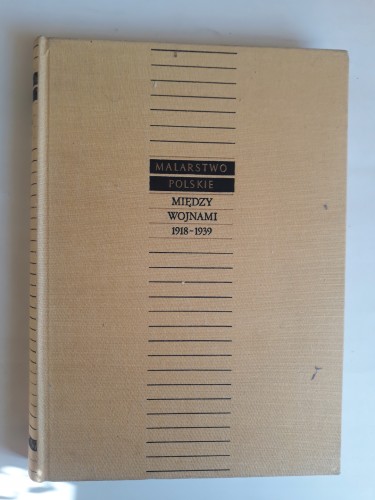 MALARSTWO
POLSKIE
MIĘDZY
WOJNAMI
1918-1939